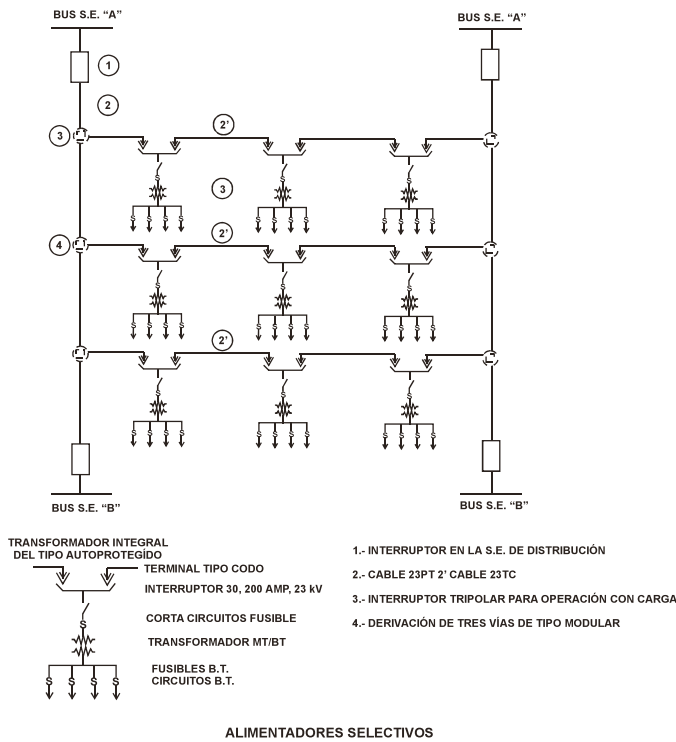 BUS S.E. "A"
BUS S.E. "A"
1
2
3
2'
3
4
2'
2'
BUS S.E. "B"
BUS S.E. "B"
S
S S S S
S
S S S S
S
S S S S
S
S S S S
S
S S S S
S
S S S S
S
S S S S
S
S S S S
S
S S S S
TRANSFORMADOR INTEGRAL
DEL TIPO AUTOPROTEGÍDO
TERMINAL TIPO CODO
INTERRUPTOR 30, 200 AMP, 23 kV
CORTA CIRCUITOS FUSIBLE
S
TRANSFORMADOR MT/BT
FUSIBLES B.T.
S S S S
CIRCUITOS B.T.
1.- INTERRUPTOR EN LA S.E. DE DISTRIBUCIÓN
2.- CABLE 23PT 2' CABLE 23TC
3.- INTERRUPTOR TRIPOLAR PARA OPERACIÓN CON CARGA
4.- DERIVACIÓN DE TRES VÍAS DE TIPO MODULAR
ALIMENTADORES SELECTIVOS